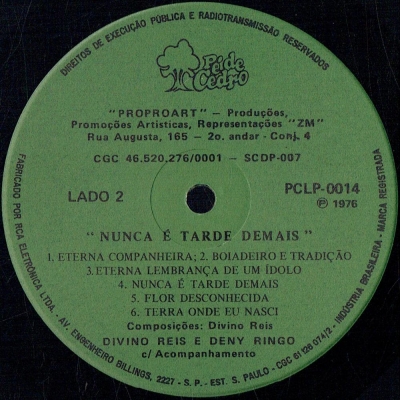 DIREITOS DE EXECUÇÃO PÚBLICA E RADIOTRANSMISSÃO RESERVADOS
Pé de
Cedro
"PROPROART" — Produções,
Promoções Artísticas, Representações "ZM"
Rua Augusta, 165 — 2o. andar - Conj. 4
CGC 46.520,276/0001 — SCDP-007
LADO 2
PCLP-0014
Ⓟ 1976
" NUNCA É TARDE DEMAIS "
1. ETERNA COMPANHEIRA; 2. BOIADEIRO E TRADIÇÃO
3. ETERNA LEMBRANÇA DE UM ÍDOLO
4. NUNCA É TARDE DEMAIS
5. FLOR DESCONHECIDA
6. TERRA ONDE EU NASCI
Composições: Divino Reis
DIVINO REIS E DENY RINGO
c/ Acompanhamento
FABRICADO POR RCA ELETRÔNICA LTDA. - AV. ENGENHEIRO BILLINGS, 2227 - S. P. - EST. S. PAULO - CGC 61 126 074/2 - INDÚSTRIA BRASILEIRA - MARCA REGISTRADA